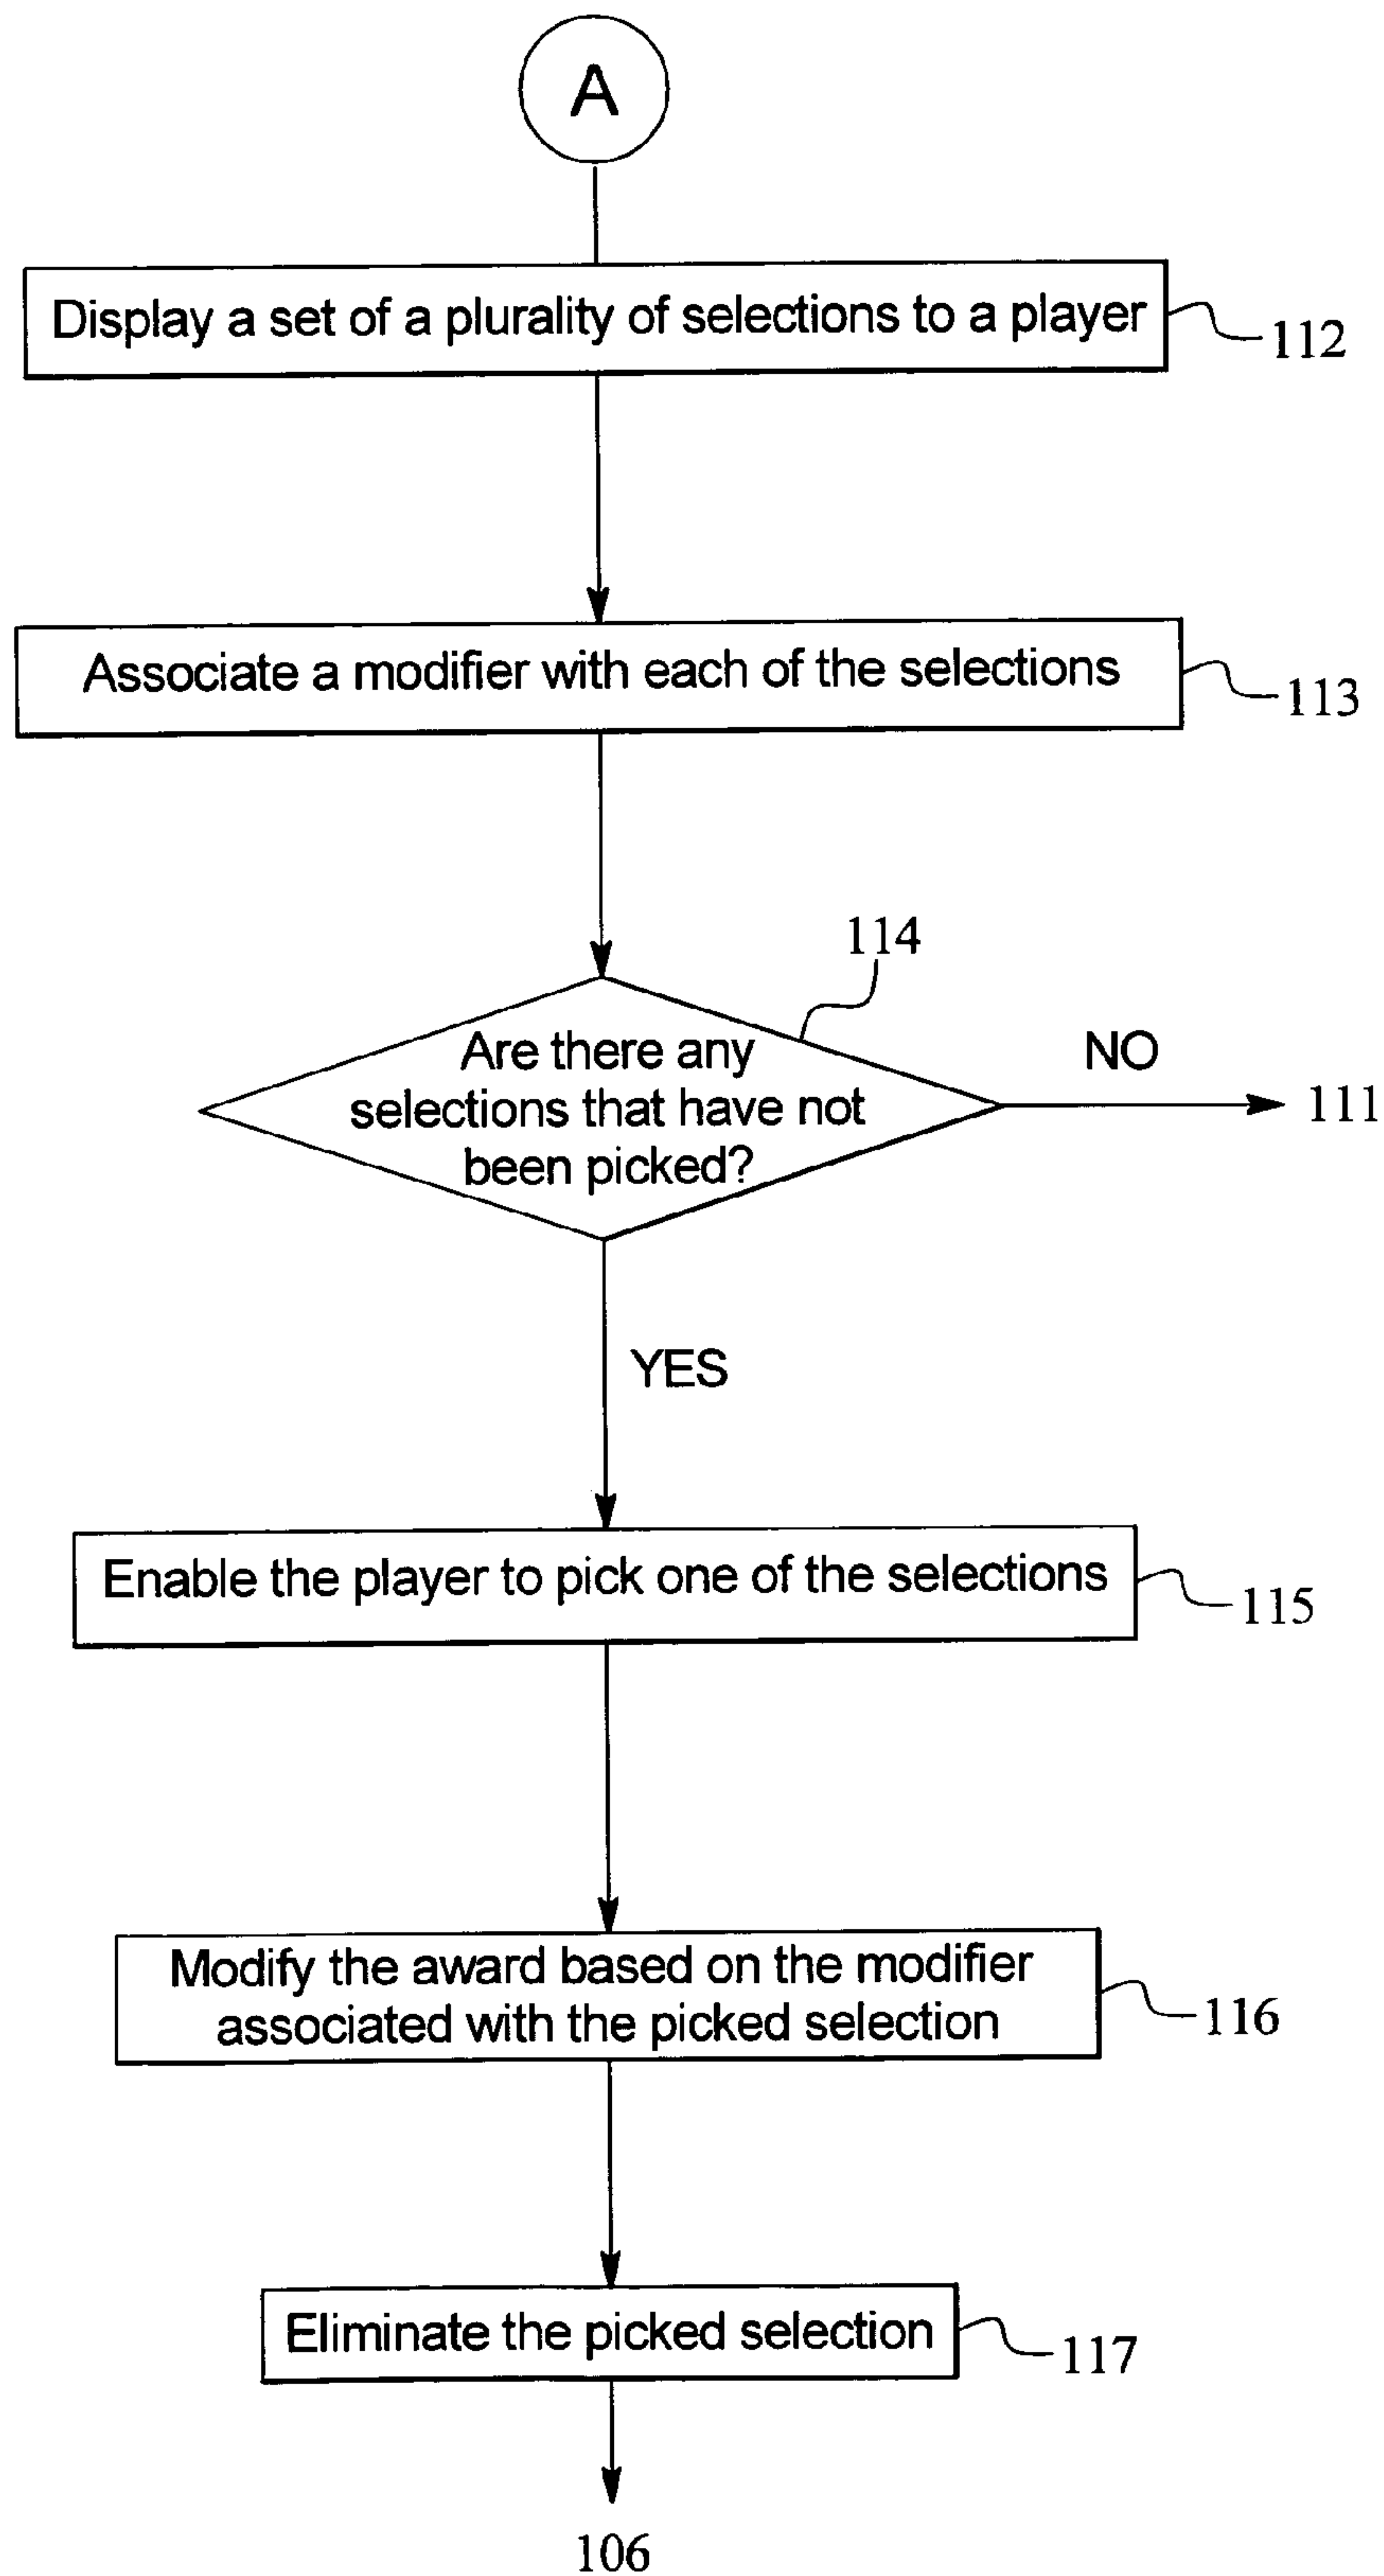 A
Display a set of a plurality of selections to a player
112
Associate a modifier with each of the selections
113
114
Are there any
selections that have not
been picked?
NO
111
YES
Enable the player to pick one of the selections
115
Modify the award based on the modifier
associated with the picked selection
116
Eliminate the picked selection
117
106